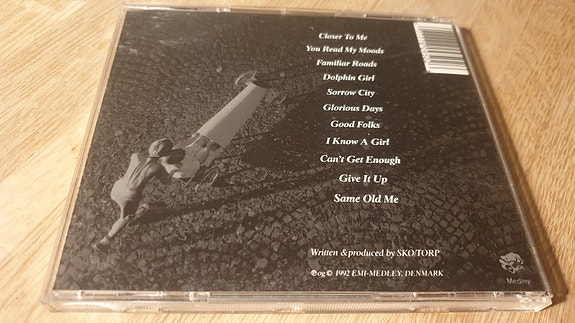 Closer To Me
You Read My Moods
Familiar Roads
Dolphin Girl
Sorrow City
Glorious Days
Good Folks
I Know A Girl
Can't Get Enough
Give It Up
Same Old Me
Written & produced by SKO/TORP
℗ og © 1992 EMI-MEDLEY, DENMARK
Medley